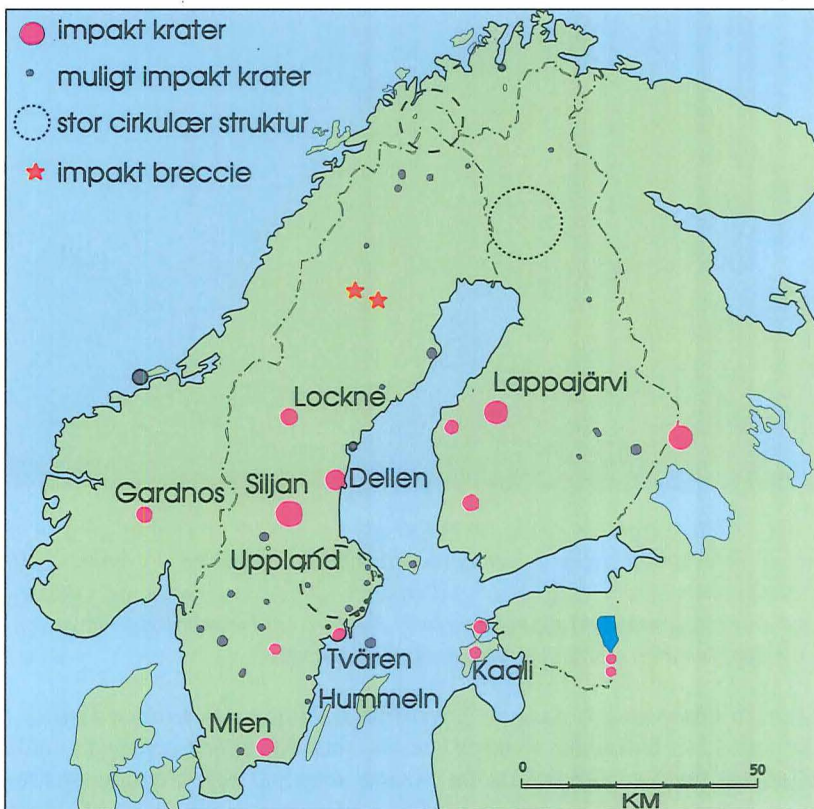 impakt krater
muligt impakt krater
stor cirkulær struktur
impakt breccie
Lockne
Lappajärvi
Dellen
Gardnos
Siljan
Uppland
Tvären
Kaali
Hummeln
Mien
0 50
KM